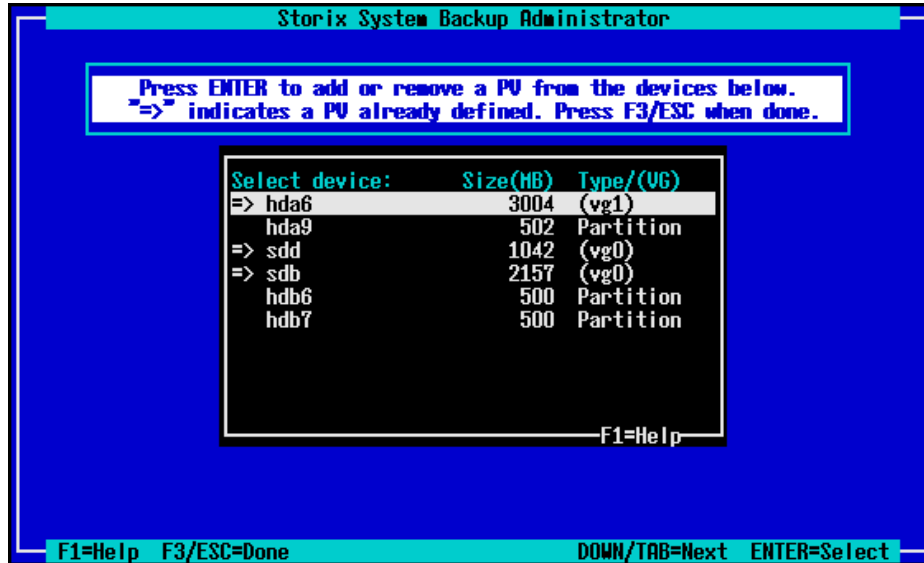 Storix System Backup Administrator
Press ENTER to add or remove a PV from the devices below.
"=>" indicates a PV already defined. Press F3/ESC when done.
Select device: Size(MB) Type/(VG)
=> hda6 3004 (vg1)
hda9 502 Partition
=> sdd 1042 (vg0)
=> sdb 2157 (vg0)
hdb6 500 Partition
hdb7 500 Partition
F1=Help
F1=Help F3/ESC=Done DOWN/TAB=Next ENTER=Select